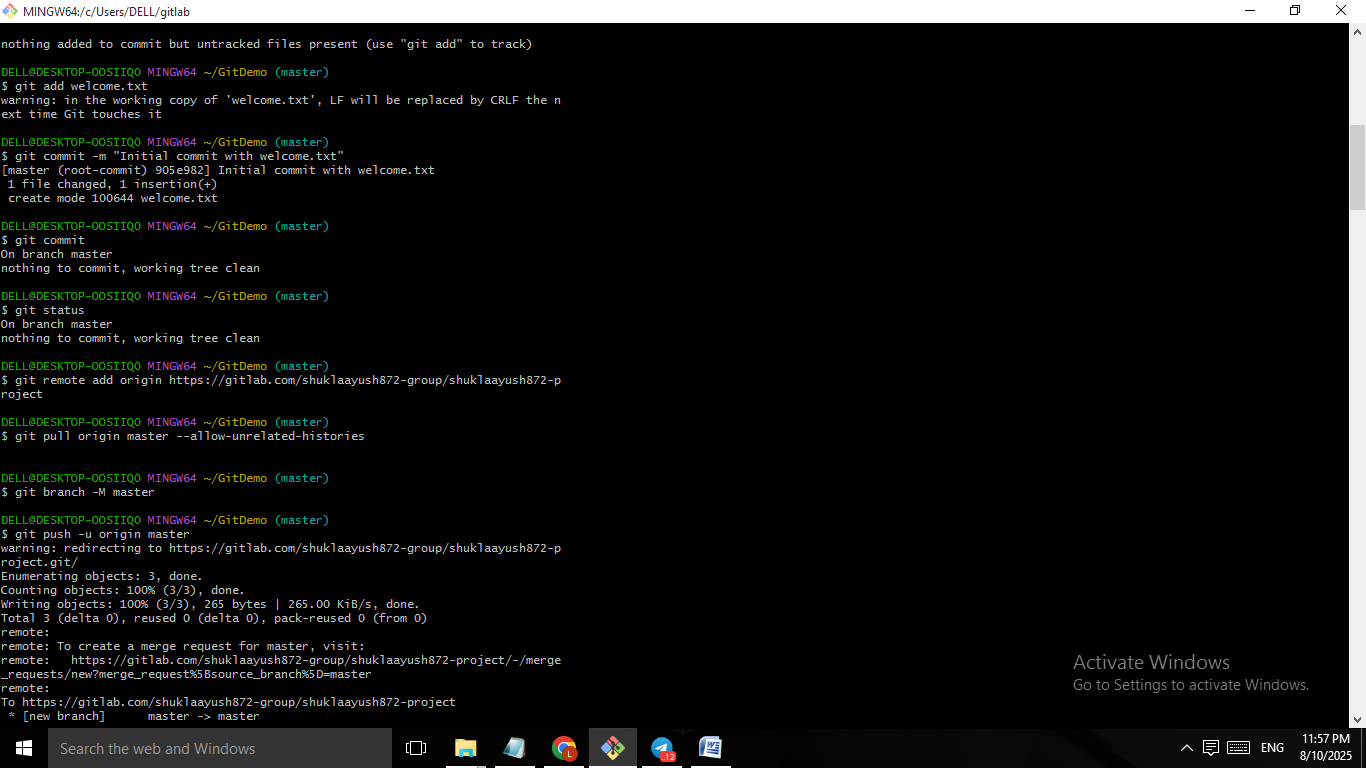 MINGW64:/c/Users/DELL/gitlab
nothing added to commit but untracked files present (use "git add" to track)
DELL@DESKTOP-OOSIIQO MINGW64 ~/GitDemo (master)
$ git add welcome.txt
warning: in the working copy of 'welcome.txt', LF will be replaced by CRLF the n
ext time Git touches it
DELL@DESKTOP-OOSIIQO MINGW64 ~/GitDemo (master)
$ git commit -m "Initial commit with welcome.txt"
[master (root-commit) 905e982] Initial commit with welcome.txt
 1 file changed, 1 insertion(+)
 create mode 100644 welcome.txt
DELL@DESKTOP-OOSIIQO MINGW64 ~/GitDemo (master)
$ git commit
On branch master
nothing to commit, working tree clean
DELL@DESKTOP-OOSIIQO MINGW64 ~/GitDemo (master)
$ git status
On branch master
nothing to commit, working tree clean
DELL@DESKTOP-OOSIIQO MINGW64 ~/GitDemo (master)
$ git remote add origin https://gitlab.com/shuklaayush872-group/shuklaayush872-p
roject
DELL@DESKTOP-OOSIIQO MINGW64 ~/GitDemo (master)
$ git pull origin master --allow-unrelated-histories
DELL@DESKTOP-OOSIIQO MINGW64 ~/GitDemo (master)
$ git branch -M master
DELL@DESKTOP-OOSIIQO MINGW64 ~/GitDemo (master)
$ git push -u origin master
warning: redirecting to https://gitlab.com/shuklaayush872-group/shuklaayush872-p
roject.git/
Enumerating objects: 3, done.
Counting objects: 100% (3/3), done.
Writing objects: 100% (3/3), 265 bytes | 265.00 KiB/s, done.
Total 3 (delta 0), reused 0 (delta 0), pack-reused 0 (from 0)
remote:
remote: To create a merge request for master, visit:
remote:   https://gitlab.com/shuklaayush872-group/shuklaayush872-project/-/merge
_requests/new?merge_request%5Bsource_branch%5D=master
remote:
To https://gitlab.com/shuklaayush872-group/shuklaayush872-project
 * [new branch]      master -> master
Activate Windows
Go to Settings to activate Windows.
Search the web and Windows
L
..12
W
ENG
11:57 PM
8/10/2025